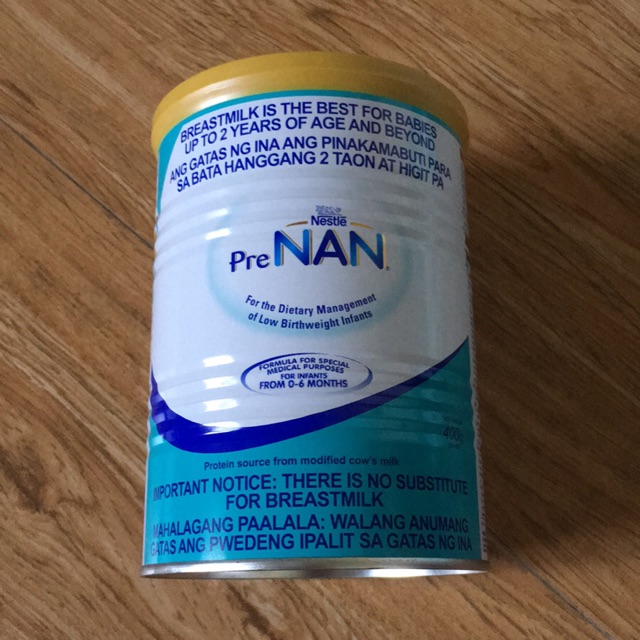 BREASTMILK IS THE BEST FOR BABIES
UP TO 2 YEARS OF AGE AND BEYOND
ANG GATAS NG INA ANG PINAKAMABUTI PARA
SA BATA HANGGANG 2 TAON AT HIGIT PA
Nestlé
Pre NAN
For the Dietary Management
of Low Birthweight Infants
FORMULA FOR SPECIAL
MEDICAL PURPOSES
FOR INFANTS
FROM 0-6 MONTHS
400g
Protein source from modified cow's milk
IMPORTANT NOTICE: THERE IS NO SUBSTITUTE
FOR BREASTMILK
MAHALAGANG PAALALA: WALANG ANUMANG
GATAS ANG PWEDENG IPALIT SA GATAS NG INA